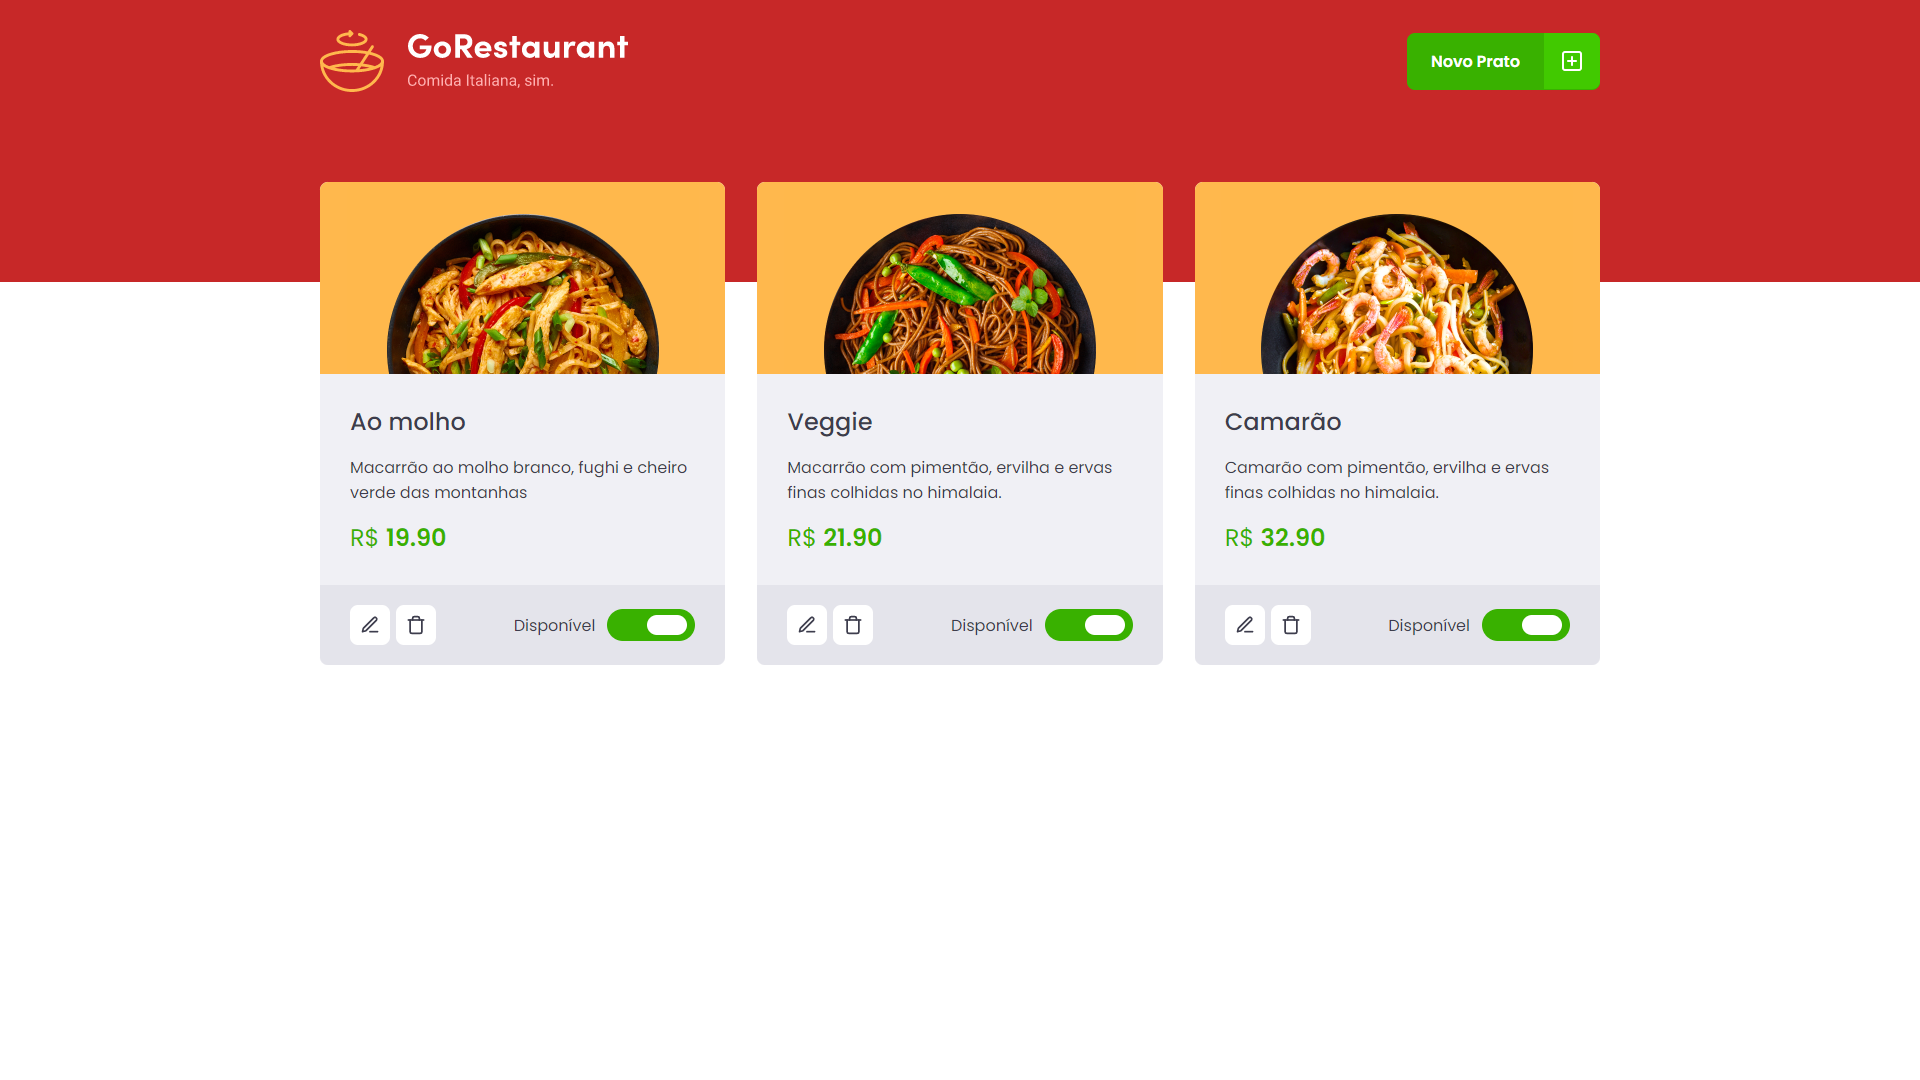 GoRestaurant
Comida Italiana, sim.
Novo Prato
Ao molho
Macarrão ao molho branco, fughi e cheiro
verde das montanhas
R$ 19.90
Disponível
Veggie
Macarrão com pimentão, ervilha e ervas
finas colhidas no himalaia.
R$ 21.90
Disponível
Camarão
Camarão com pimentão, ervilha e ervas
finas colhidas no himalaia.
R$ 32.90
Disponível